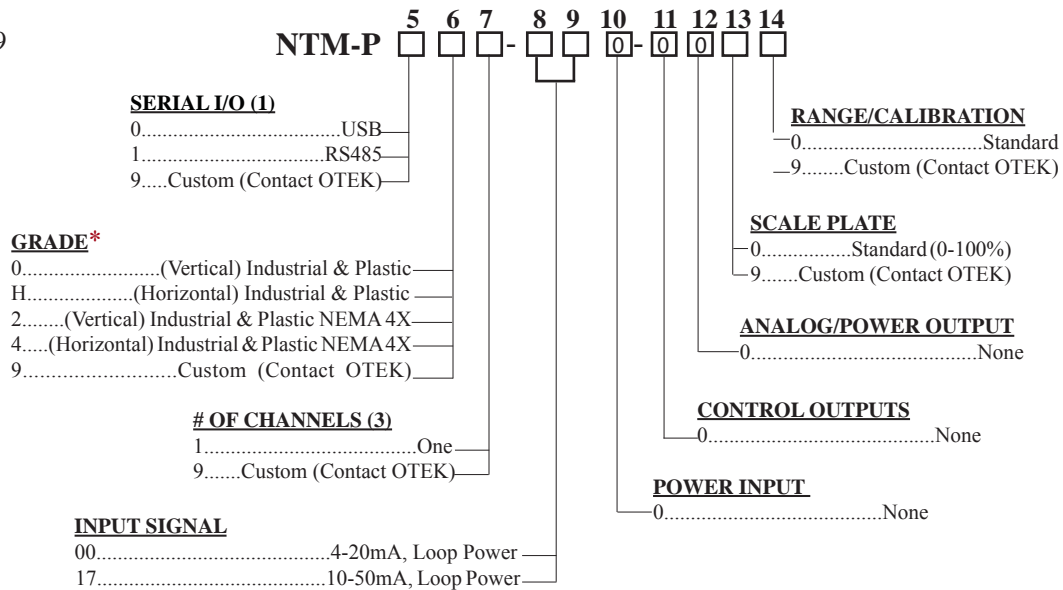 9
5 6 7 8 9 10 11 12 13 14
NTM-P - 0 - 0 0
SERIAL I/O (1)
0......................................USB
1...................................RS485
9.....Custom (Contact OTEK)
GRADE*
0.......................(Vertical) Industrial & Plastic
H...................(Horizontal) Industrial & Plastic
2........(Vertical) Industrial & Plastic NEMA 4X
4.....(Horizontal) Industrial & Plastic NEMA 4X
9..........................Custom (Contact OTEK)
# OF CHANNELS (3)
1.......................................One
9.......Custom (Contact OTEK)
INPUT SIGNAL
00...........................................4-20mA, Loop Power
17..........................................10-50mA, Loop Power
RANGE/CALIBRATION
0.................................Standard
9........Custom (Contact OTEK)
SCALE PLATE
0...............Standard (0-100%)
9.......Custom (Contact OTEK)
ANALOG/POWER OUTPUT
0.........................................None
CONTROL OUTPUTS
0.........................................None
POWER INPUT
0.......................................None